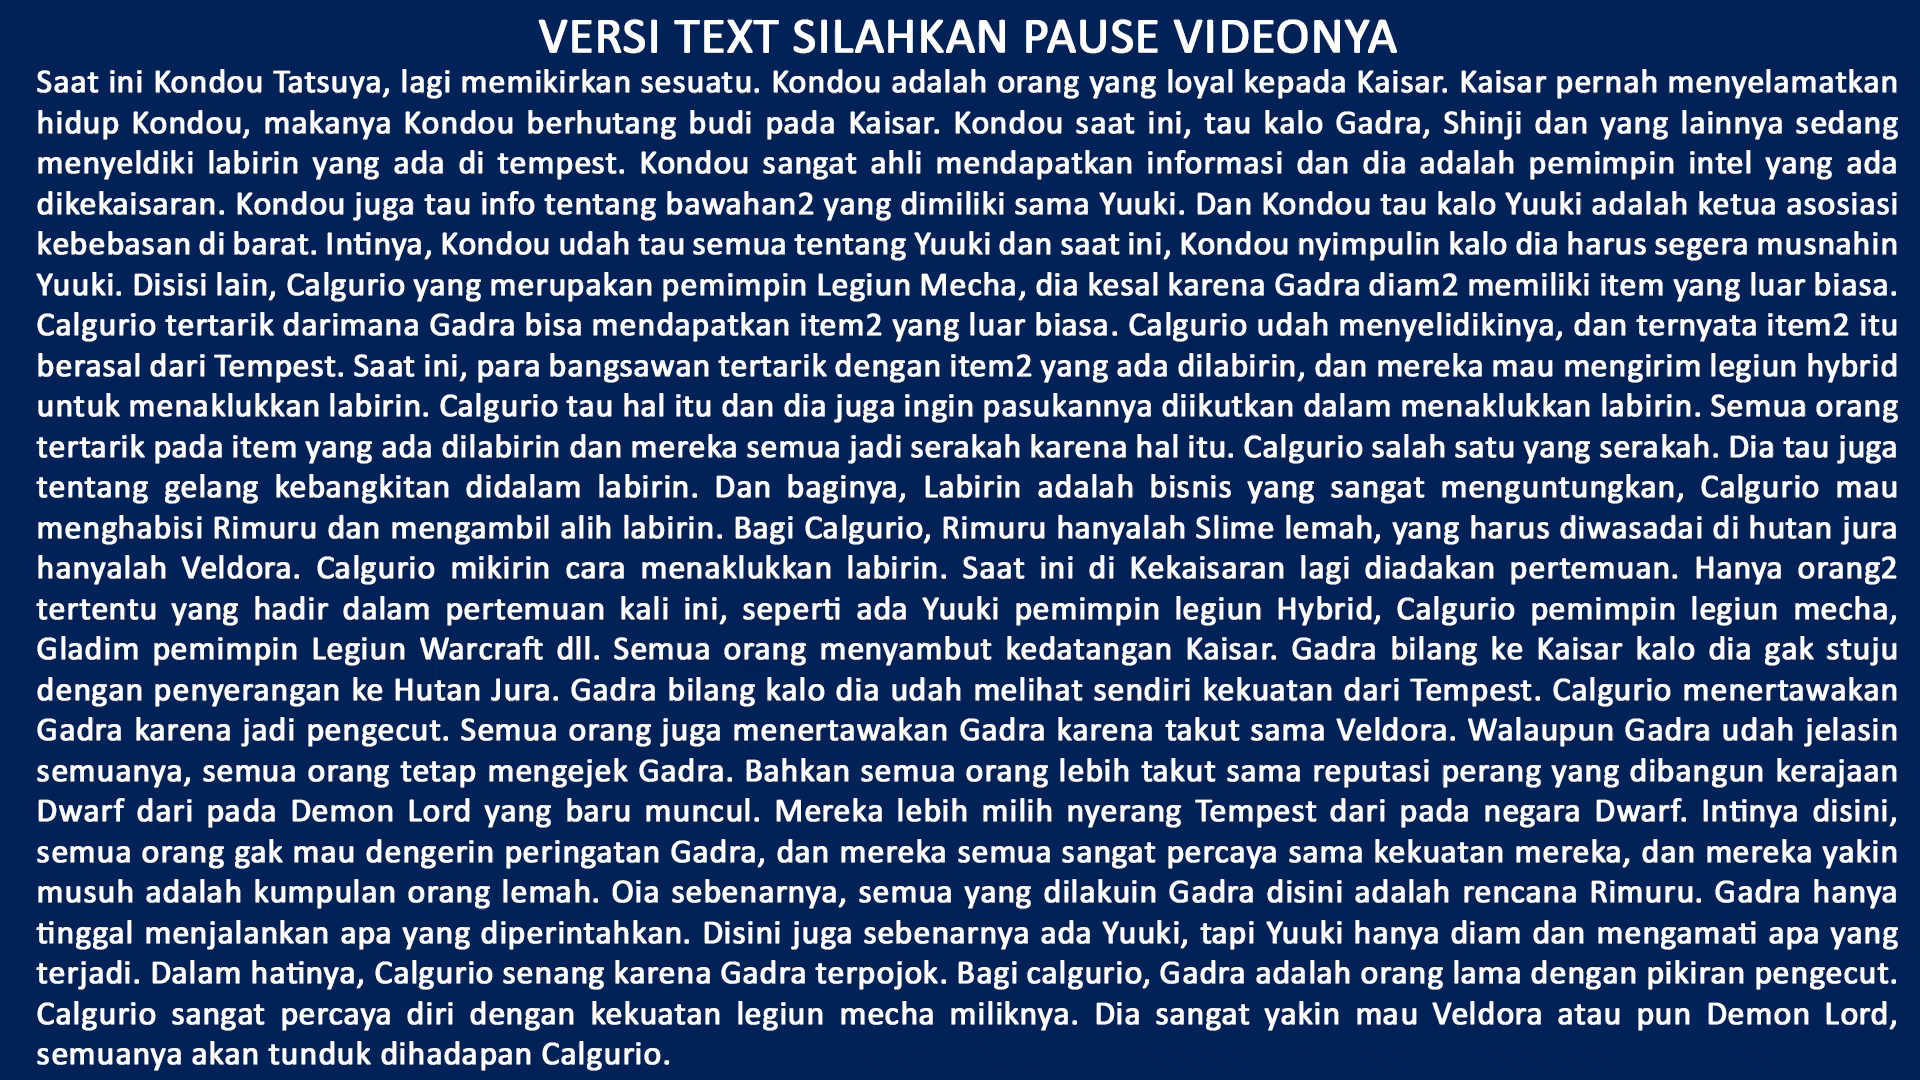 VERSI TEXT SILAHKAN PAUSE VIDEONYA
Saat ini Kondou Tatsuya, lagi memikirkan sesuatu. Kondou adalah orang yang loyal kepada Kaisar. Kaisar pernah menyelamatkan
hidup Kondou, makanya Kondou berhutang budi pada Kaisar. Kondou saat ini, tau kalo Gadra, Shinji dan yang lainnya sedang
menyeldiki labirin yang ada di tempest. Kondou sangat ahli mendapatkan informasi dan dia adalah pemimpin intel yang ada
dikekaisaran. Kondou juga tau info tentang bawahan2 yang dimiliki sama Yuuki. Dan Kondou tau kalo Yuuki adalah ketua asosiasi
kebebasan di barat. Intinya, Kondou udah tau semua tentang Yuuki dan saat ini, Kondou nyimpulin kalo dia harus segera musnahin
Yuuki. Disisi lain, Calgurio yang merupakan pemimpin Legiun Mecha, dia kesal karena Gadra diam2 memiliki item yang luar biasa.
Calgurio tertarik darimana Gadra bisa mendapatkan item2 yang luar biasa. Calgurio udah menyelidikinya, dan ternyata item2 itu
berasal dari Tempest. Saat ini, para bangsawan tertarik dengan item2 yang ada dilabirin, dan mereka mau mengirim legiun hybrid
untuk menaklukkan labirin. Calgurio tau hal itu dan dia juga ingin pasukannya diikutkan dalam menaklukkan labirin. Semua orang
tertarik pada item yang ada dilabirin dan mereka semua jadi serakah karena hal itu. Calgurio salah satu yang serakah. Dia tau juga
tentang gelang kebangkitan didalam labirin. Dan baginya, Labirin adalah bisnis yang sangat menguntungkan, Calgurio mau
menghabisi Rimuru dan mengambil alih labirin. Bagi Calgurio, Rimuru hanyalah Slime lemah, yang harus diwasadai di hutan jura
hanyalah Veldora. Calgurio mikirin cara menaklukkan labirin. Saat ini di Kekaisaran lagi diadakan pertemuan. Hanya orang2
tertentu yang hadir dalam pertemuan kali ini, seperti ada Yuuki pemimpin legiun Hybrid, Calgurio pemimpin legiun mecha,
Gladim pemimpin Legiun Warcraft dll. Semua orang menyambut kedatangan Kaisar. Gadra bilang ke Kaisar kalo dia gak stuju
dengan penyerangan ke Hutan Jura. Gadra bilang kalo dia udah melihat sendiri kekuatan dari Tempest. Calgurio menertawakan
Gadra karena jadi pengecut. Semua orang juga menertawakan Gadra karena takut sama Veldora. Walaupun Gadra udah jelasin
semuanya, semua orang tetap mengejek Gadra. Bahkan semua orang lebih takut sama reputasi perang yang dibangun kerajaan
Dwarf dari pada Demon Lord yang baru muncul. Mereka lebih milih nyerang Tempest dari pada negara Dwarf. Intinya disini,
semua orang gak mau dengerin peringatan Gadra, dan mereka semua sangat percaya sama kekuatan mereka, dan mereka yakin
musuh adalah kumpulan orang lemah. Oia sebenarnya, semua yang dilakuin Gadra disini adalah rencana Rimuru. Gadra hanya
tinggal menjalankan apa yang diperintahkan. Disini juga sebenarnya ada Yuuki, tapi Yuuki hanya diam dan mengamati apa yang
terjadi. Dalam hatinya, Calgurio senang karena Gadra terpojok. Bagi calgurio, Gadra adalah orang lama dengan pikiran pengecut.
Calgurio sangat percaya diri dengan kekuatan legiun mecha miliknya. Dia sangat yakin mau Veldora atau pun Demon Lord,
semuanya akan tunduk dihadapan Calgurio.